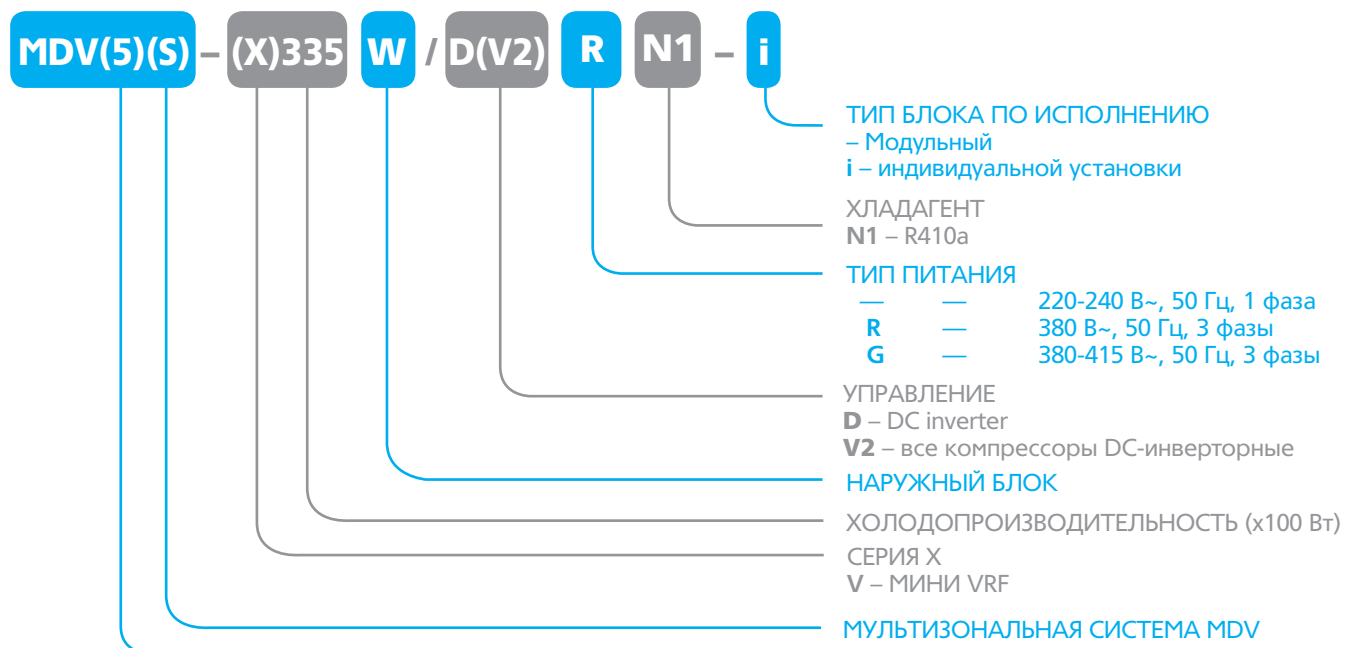 MDV(5)(S) – (X)335 W / D(V2) R N1 – i
ТИП БЛОКА ПО ИСПОЛНЕНИЮ
– Модульный
i – индивидуальной установки
ХЛАДАГЕНТ
N1 – R410a
ТИП ПИТАНИЯ
— — 220-240 В~, 50 Гц, 1 фаза
R — 380 В~, 50 Гц, 3 фазы
G — 380-415 В~, 50 Гц, 3 фазы
УПРАВЛЕНИЕ
D – DC inverter
V2 – все компрессоры DC-инверторные
НАРУЖНЫЙ БЛОК
ХОЛОДОПРОИЗВОДИТЕЛЬНОСТЬ (х100 Вт)
СЕРИЯ X
V – МИНИ VRF
МУЛЬТИЗОНАЛЬНАЯ СИСТЕМА MDV